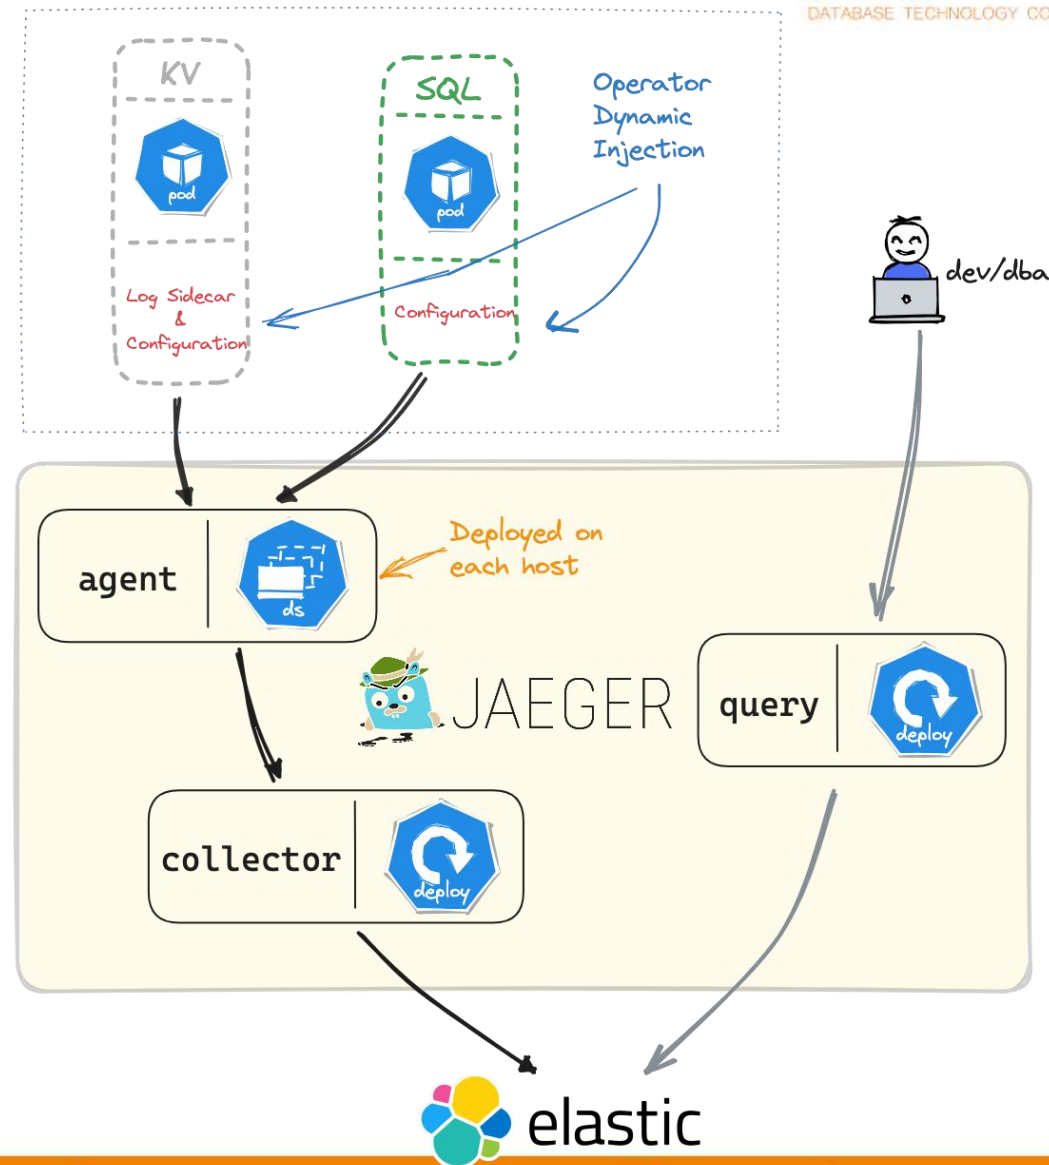 DATABASE TECHNOLOGY CO
KV
pod
Log Sidecar
&
Configuration
SQL
pod
Configuration
Operator
Dynamic
Injection
dev/dba
agent
ds
Deployed on
each host
JAEGER
query
deploy
collector
deploy
elastic